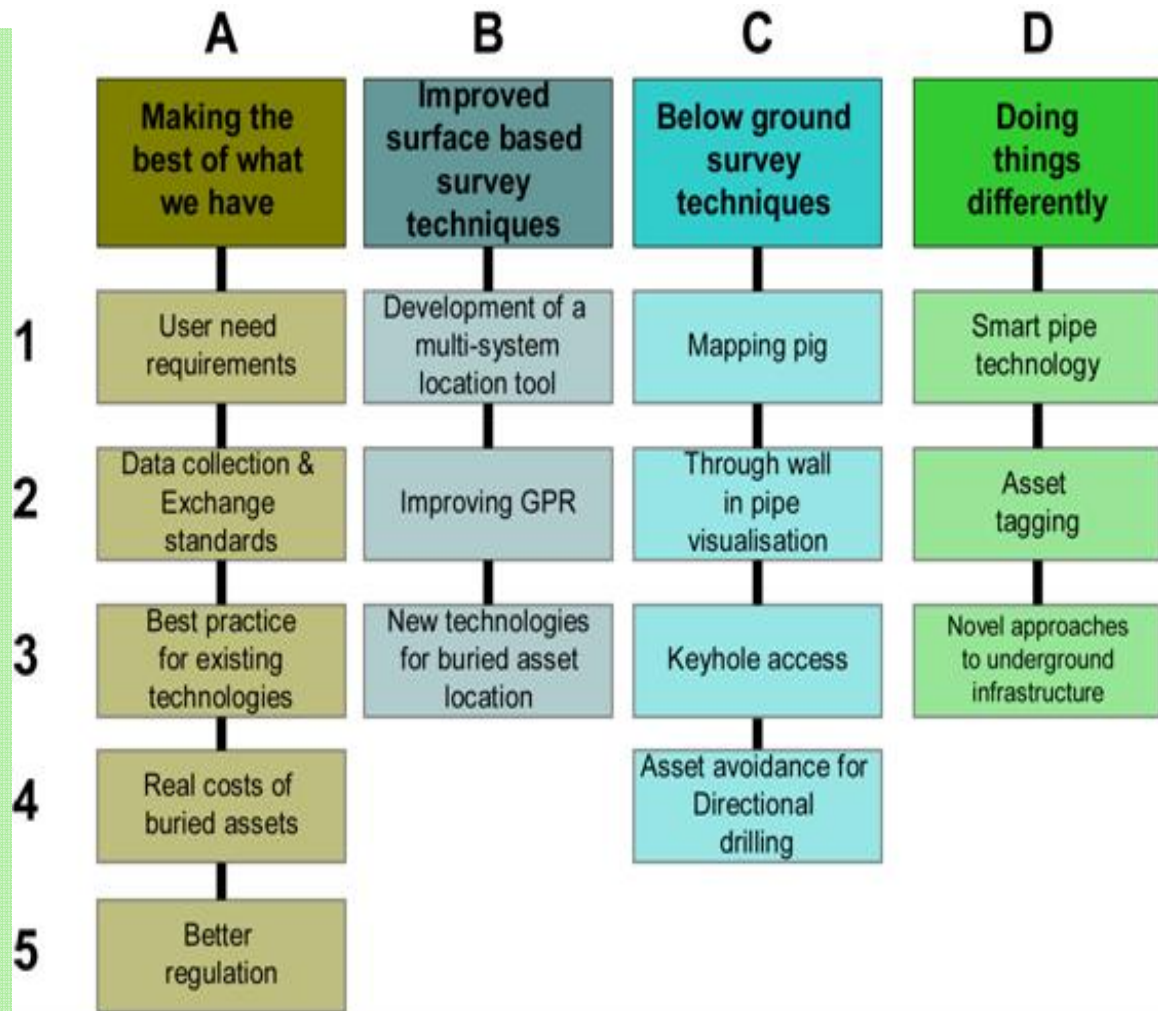 A
B
C
D
Making the
best of what
we have
Improved
surface based
survey
techniques
Below ground
survey
techniques
Doing
things
differently
1
User need
requirements
Development of a
multi-system
location tool
Mapping pig
Smart pipe
technology
2
Data collection &
Exchange
standards
Improving GPR
Through wall
in pipe
visualisation
Asset
tagging
3
Best practice
for existing
technologies
New technologies
for buried asset
location
Keyhole access
Novel approaches
to underground
infrastructure
4
Real costs of
buried assets
Asset avoidance for
Directional
drilling
5
Better
regulation